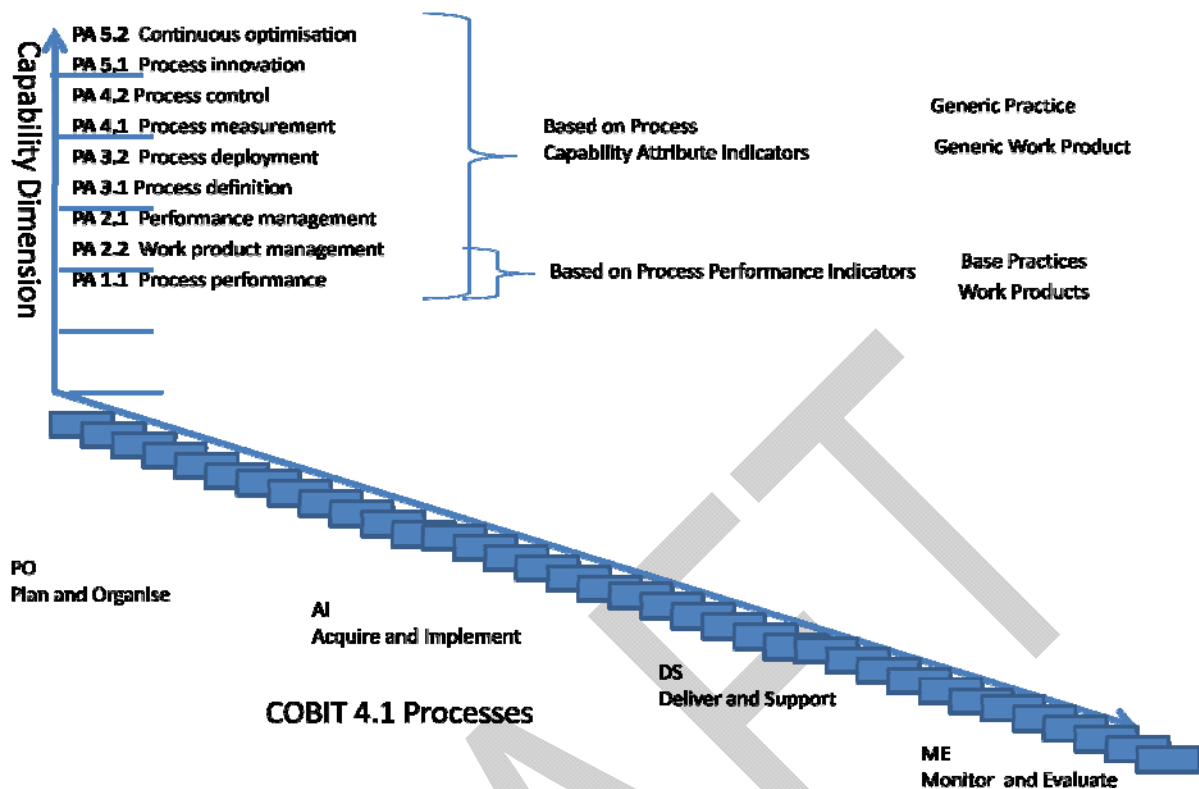 Capability Dimension
PA 5.2 Continuous optimisation
PA 5.1 Process innovation
PA 4.2 Process control
PA 4.1 Process measurement
PA 3.2 Process deployment
PA 3.1 Process definition
PA 2.1 Performance management
PA 2.2 Work product management
PA 1.1 Process performance
Based on Process
Capability Attribute Indicators
Generic Practice
Generic Work Product
Based on Process Performance Indicators
Base Practices
Work Products
PO
Plan and Organise
AI
Acquire and Implement
DS
Deliver and Support
COBIT 4.1 Processes
ME
Monitor and Evaluate
AFT